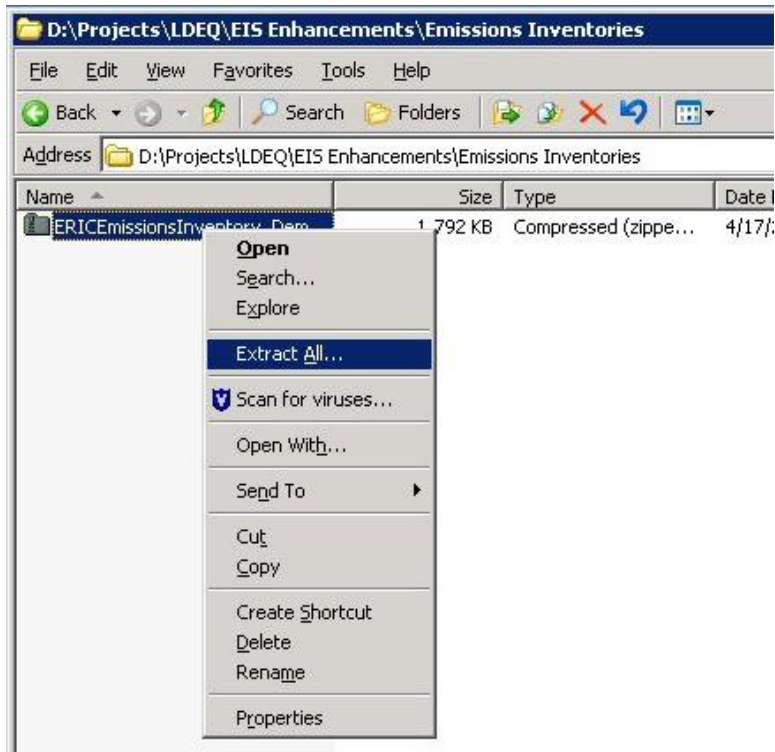 D:\Projects\LDEQ\EIS Enhancements\Emissions Inventories
File Edit View Favorites Tools Help
Back Search Folders
Address D:\Projects\LDEQ\EIS Enhancements\Emissions Inventories
Name Size Type Date
ERICEmissionsInventory_Dem... 1,792 KB Compressed (zippe... 4/17/
Open
Search...
Explore
Extract All...
Scan for viruses...
Open With...
Send To
Cut
Copy
Create Shortcut
Delete
Rename
Properties